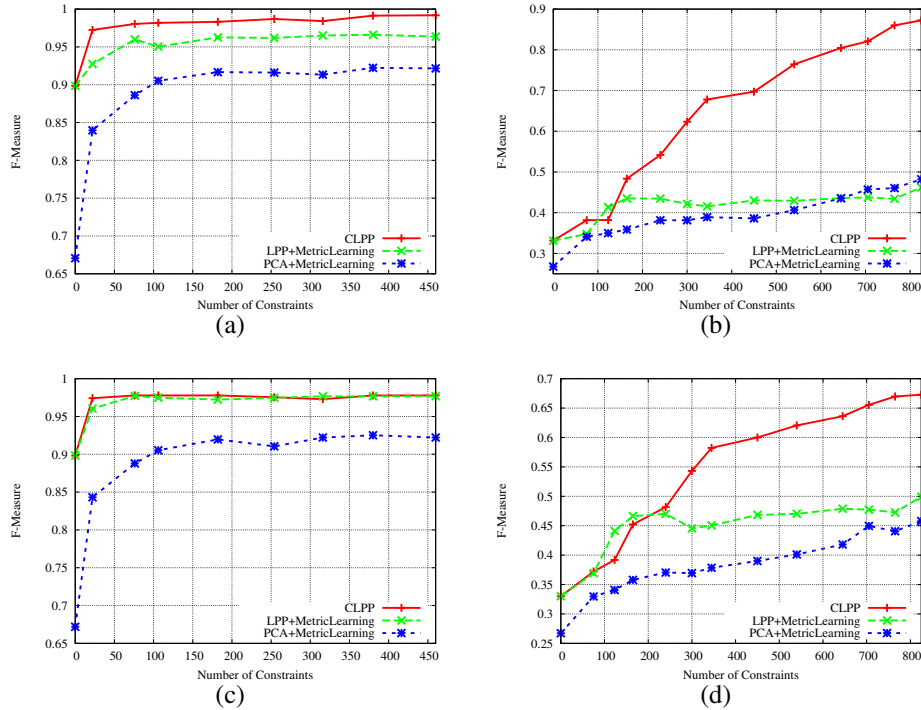 1
0.95
0.9
0.85
0.8
0.75
0.7
0.65
F-Measure
CLPP
LPP+MetricLearning
PCA+MetricLearning
0 50 100 150 200 250 300 350 400 450
Number of Constraints
(a)
0.9
0.8
0.7
0.6
0.5
0.4
0.3
F-Measure
CLPP
LPP+MetricLearning
PCA+MetricLearning
0 100 200 300 400 500 600 700 800
Number of Constraints
(b)
1
0.95
0.9
0.85
0.8
0.75
0.7
0.65
F-Measure
CLPP
LPP+MetricLearning
PCA+MetricLearning
0 50 100 150 200 250 300 350 400 450
Number of Constraints
(c)
0.7
0.65
0.6
0.55
0.5
0.45
0.4
0.35
0.3
0.25
F-Measure
CLPP
LPP+MetricLearning
PCA+MetricLearning
0 100 200 300 400 500 600 700 800
Number of Constraints
(d)